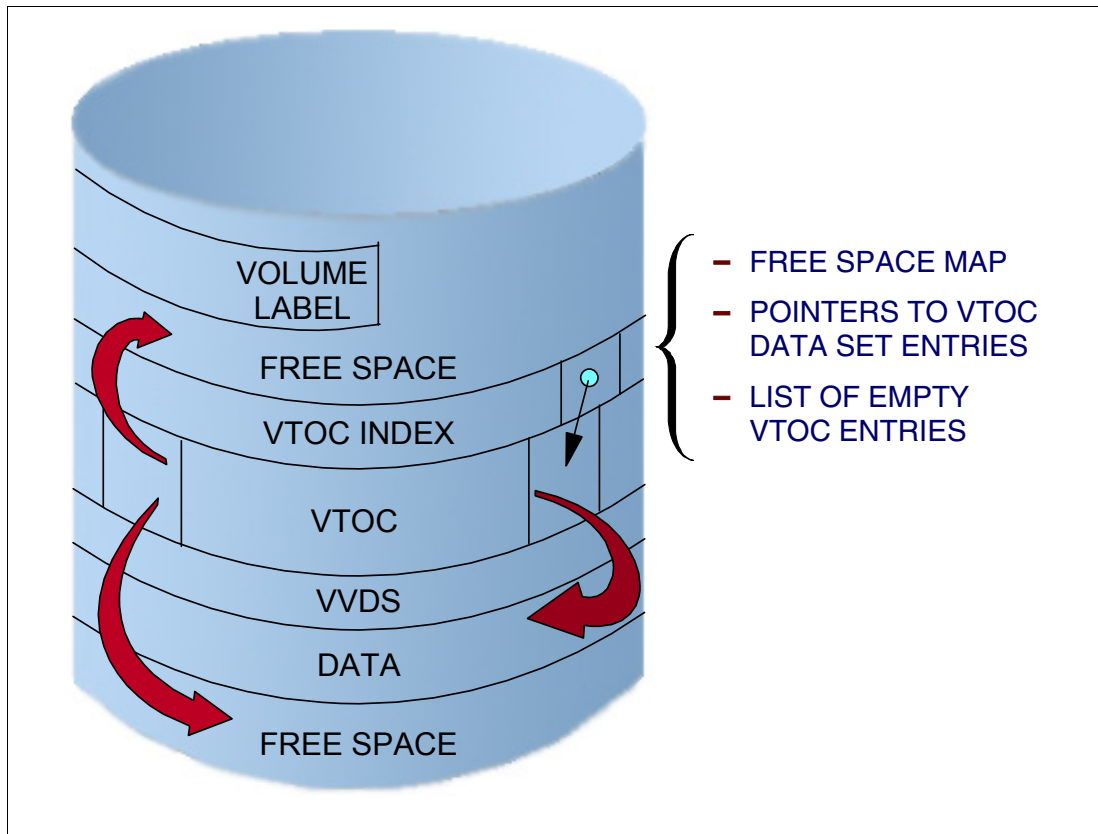 VOLUME
LABEL
FREE SPACE
VTOC INDEX
VTOC
VVDS
DATA
FREE SPACE
– FREE SPACE MAP
– POINTERS TO VTOC
DATA SET ENTRIES
– LIST OF EMPTY
VTOC ENTRIES